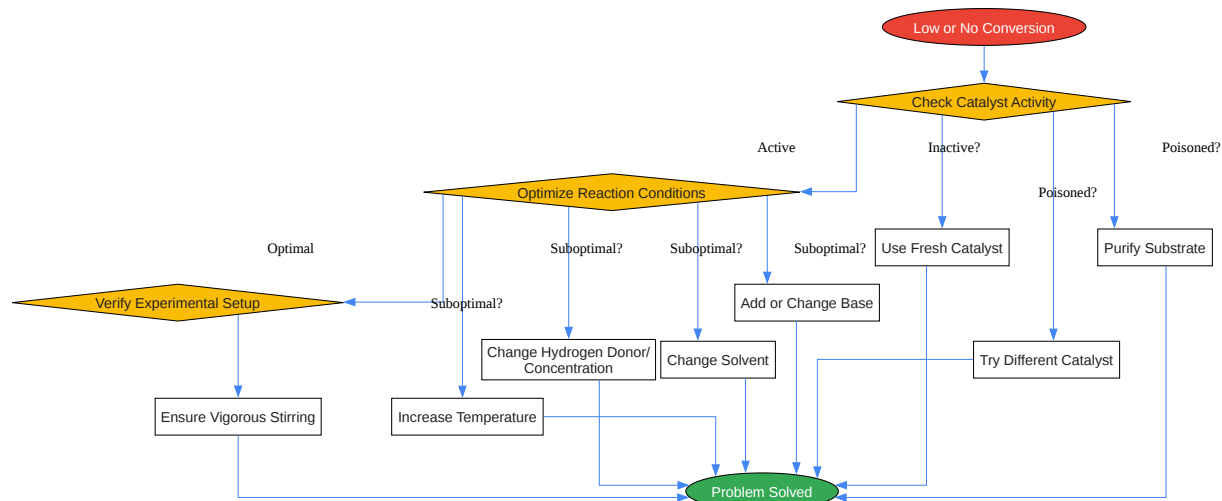 Low or No Conversion
Check Catalyst Activity
Active
Inactive?
Poisoned?
Optimize Reaction Conditions
Poisoned?
Optimal
Suboptimal?
Suboptimal?
Suboptimal?
Use Fresh Catalyst
Purify Substrate
Verify Experimental Setup
Suboptimal?
Add or Change Base
Change Hydrogen Donor/
Concentration
Change Solvent
Try Different Catalyst
Ensure Vigorous Stirring
Increase Temperature
Problem Solved